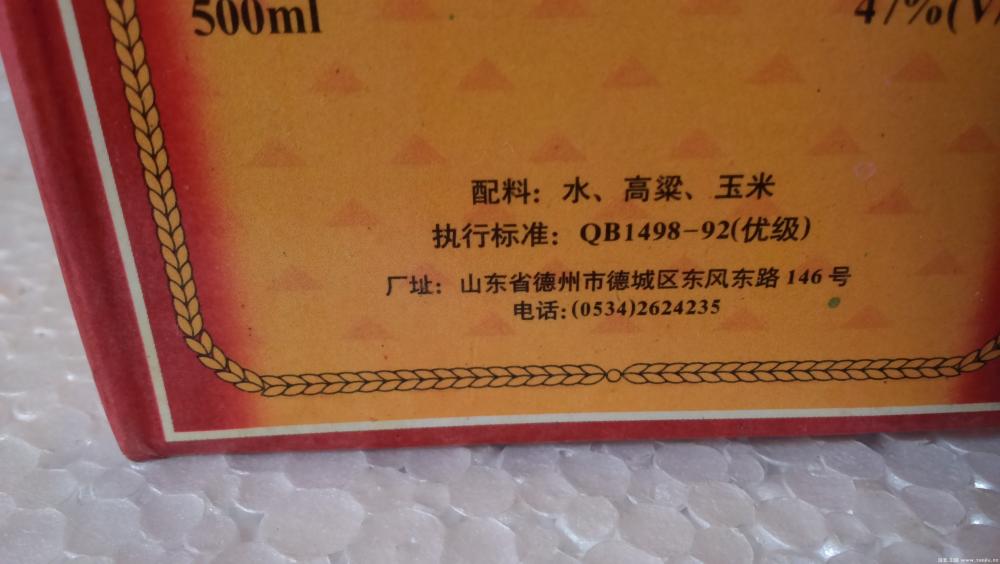 500ml 47%(V/
配料：水、高粱、玉米
执行标准：QB1498-92(优级)
厂址：山东省德州市德城区东风东路146号
电话:(0534)2624235